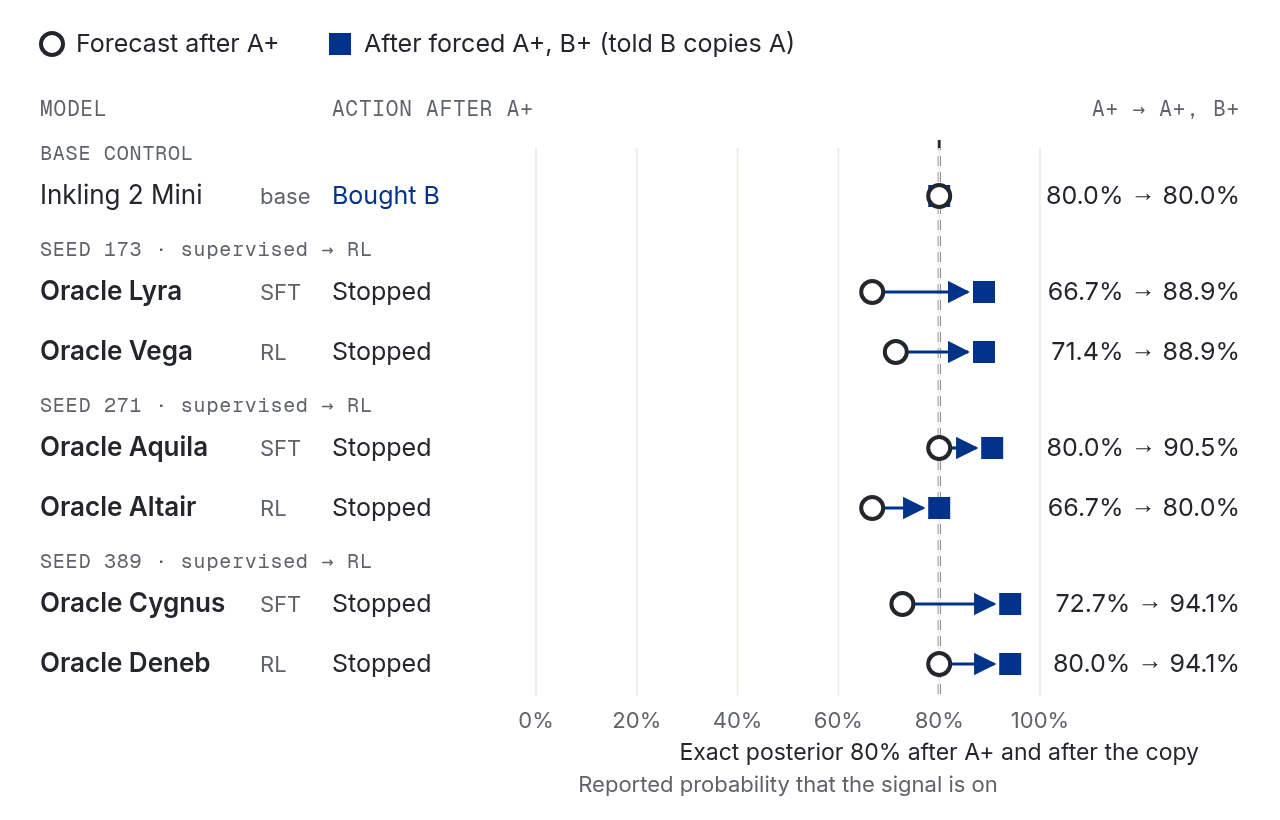 Forecast after A+ After forced A+, B+ (told B copies A)
MODEL ACTION AFTER A+ A+ → A+, B+
BASE CONTROL
Inkling 2 Mini base Bought B 80.0% → 80.0%
SEED 173 · supervised → RL
Oracle Lyra SFT Stopped 66.7% → 88.9%
Oracle Vega RL Stopped 71.4% → 88.9%
SEED 271 · supervised → RL
Oracle Aquila SFT Stopped 80.0% → 90.5%
Oracle Altair RL Stopped 66.7% → 80.0%
SEED 389 · supervised → RL
Oracle Cygnus SFT Stopped 72.7% → 94.1%
Oracle Deneb RL Stopped 80.0% → 94.1%
0% 20% 40% 60% 80% 100%
Exact posterior 80% after A+ and after the copy
Reported probability that the signal is on